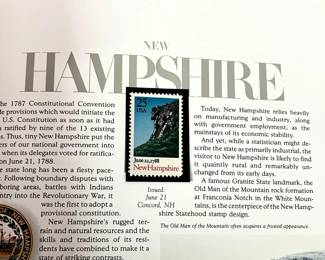 NEW
HAMPSHIRE
he 1787 Constitutional Convention
de provisions which would initiate the
U.S. Constitution as soon as it had
n ratified by nine of the 13 existing
s. Thus, tiny New Hampshire put the
ers of our national government into
when its delegates voted for ratifica-
on June 21, 1788.
e state long has been a fiesty pace-
. Following boundary disputes with
boring areas, battles with Indians
entry into the Revolutionary War, it
was the first to adopt a
provisional constitution.
New Hampshire's rugged ter-
rain and natural resources and the
skills and traditions of its resi-
dents have combined to make it a
state of striking contrasts.
25
USA
June 21, 1788
New Hampshire
Issued:
June 21
Concord, NH
Today, New Hampshire relies heavily
on manufacturing and industry, along
with government employment, as the
mainstays of its economic stability.
And yet, while a statistician might de-
scribe the state as primarily industrial, the
visitor to New Hampshire is likely to find
it quaintly rural and remarkably un-
changed from its early days.
A famous Granite State landmark, the
Old Man of the Mountain rock formation
at Franconia Notch in the White Moun-
tains, is the centerpiece of the New Hamp-
shire Statehood stamp design.
The Old Man of the Mountain often acquires a frosted appearance.